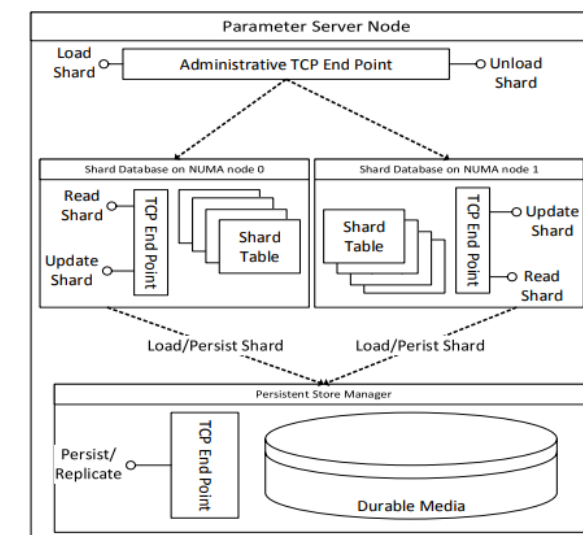 Parameter Server Node
Load
Shard
Administrative TCP End Point
Unload
Shard
Shard Database on NUMA node 0
Shard Database on NUMA node 1
Read
Shard
Update
Shard
TCP End Point
Shard
Table
Shard
Table
TCP End Point
Update
Shard
Read
Shard
Load/Persist Shard
Load/Perist Shard
Persistent Store Manager
Persist/
Replicate
TCP End Point
Durable Media